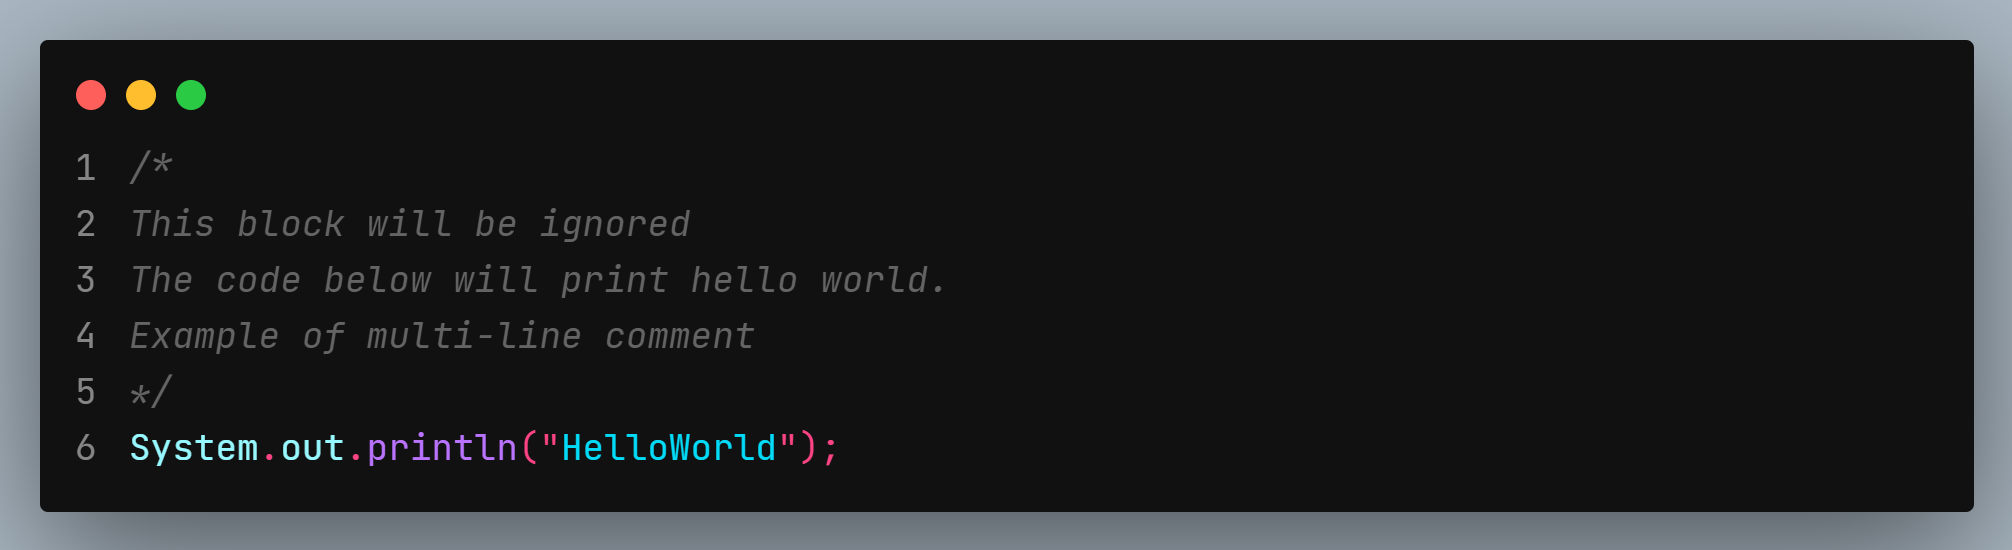 1 /*
2 This block will be ignored
3 The code below will print hello world.
4 Example of multi-line comment
5 */
6 System.out.println("HelloWorld");